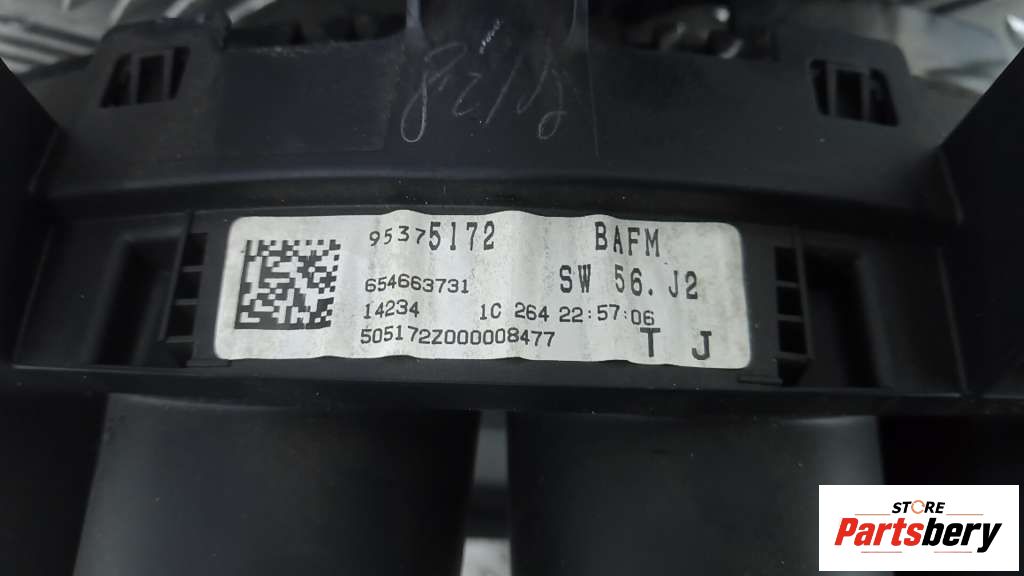 95375172 BAFM
654663731 SW 56.J2
14234 1C 264 22:57:06
505172Z000008477 T J
STORE
Partsbery